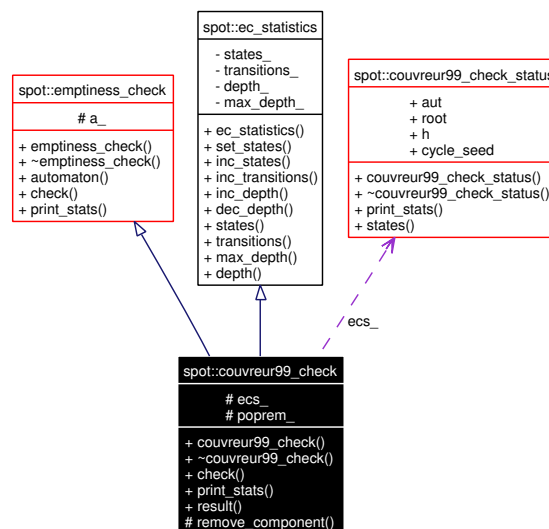 spot::ec_statistics
- states_
- transitions_
- depth_
- max_depth_
+ ec_statistics()
+ set_states()
+ inc_states()
+ inc_transitions()
+ inc_depth()
+ dec_depth()
+ states()
+ transitions()
+ max_depth()
+ depth()
spot::emptiness_check
# a_
+ emptiness_check()
+ ~emptiness_check()
+ automaton()
+ check()
+ print_stats()
spot::couvreur99_check_status
+ aut
+ root
+ h
+ cycle_seed
+ couvreur99_check_status()
+ ~couvreur99_check_status()
+ print_stats()
+ states()
ecs_
spot::couvreur99_check
# ecs_
# poprem_
+ couvreur99_check()
+ ~couvreur99_check()
+ check()
+ print_stats()
+ result()
# remove_component()